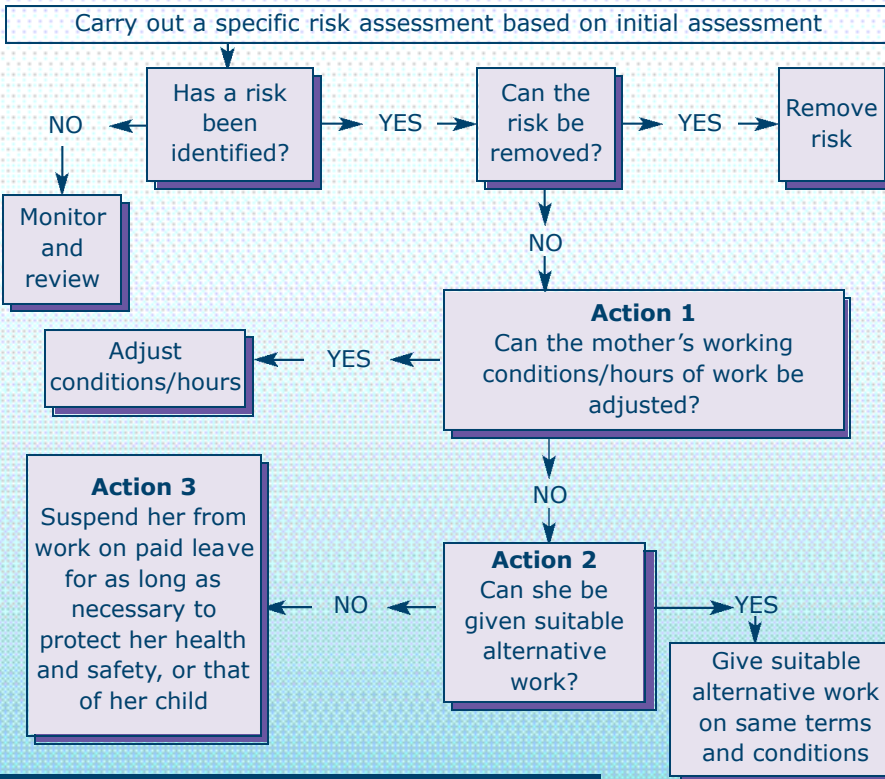 Carry out a specific risk assessment based on initial assessment
Has a risk
been
identified?
YES
Can the
risk be
removed?
YES
Remove
risk
NO
Monitor
and
review
NO
Action 1
Can the mother’s working
conditions/hours of work be
adjusted?
YES
Adjust
conditions/hours
NO
Action 2
Can she be
given suitable
alternative
work?
YES
Give suitable
alternative work
on same terms
and conditions
NO
Action 3
Suspend her from
work on paid leave
for as long as
necessary to
protect her health
and safety, or that
of her child